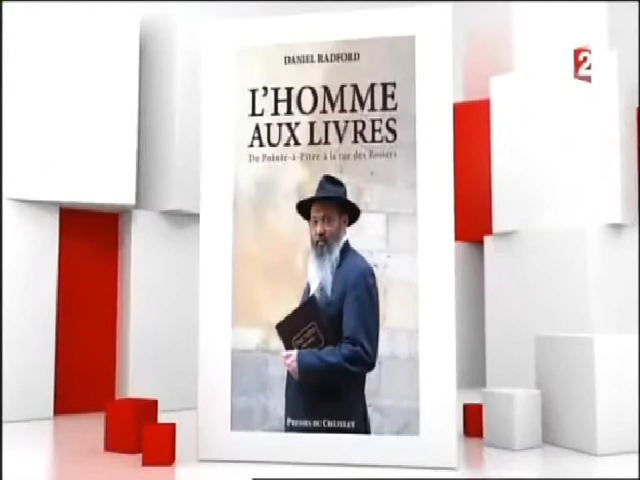 DANIEL RADFORD
L'HOMME
AUX LIVRES
De Pointe-à-Pitre à la rue des Rosiers
PRESSES DU CHÂTELET
2